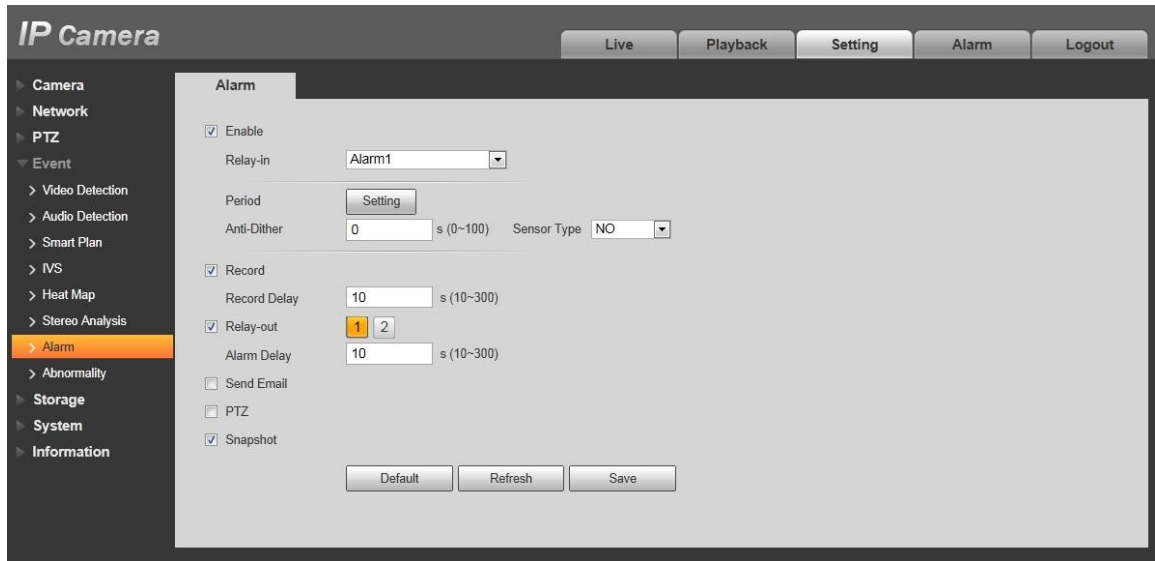 IP Camera
Live Playback Setting Alarm Logout
Camera
Network
PTZ
Event
Video Detection
Audio Detection
Smart Plan
IVS
Heat Map
Stereo Analysis
Alarm
Abnormality
Storage
System
Information
Alarm
Enable
Relay-in Alarm1
Period Setting
Anti-Dither 0 s (0~100) Sensor Type NO
Record
Record Delay 10 s (10~300)
Relay-out 1 2
Alarm Delay 10 s (10~300)
Send Email
PTZ
Snapshot
Default Refresh Save